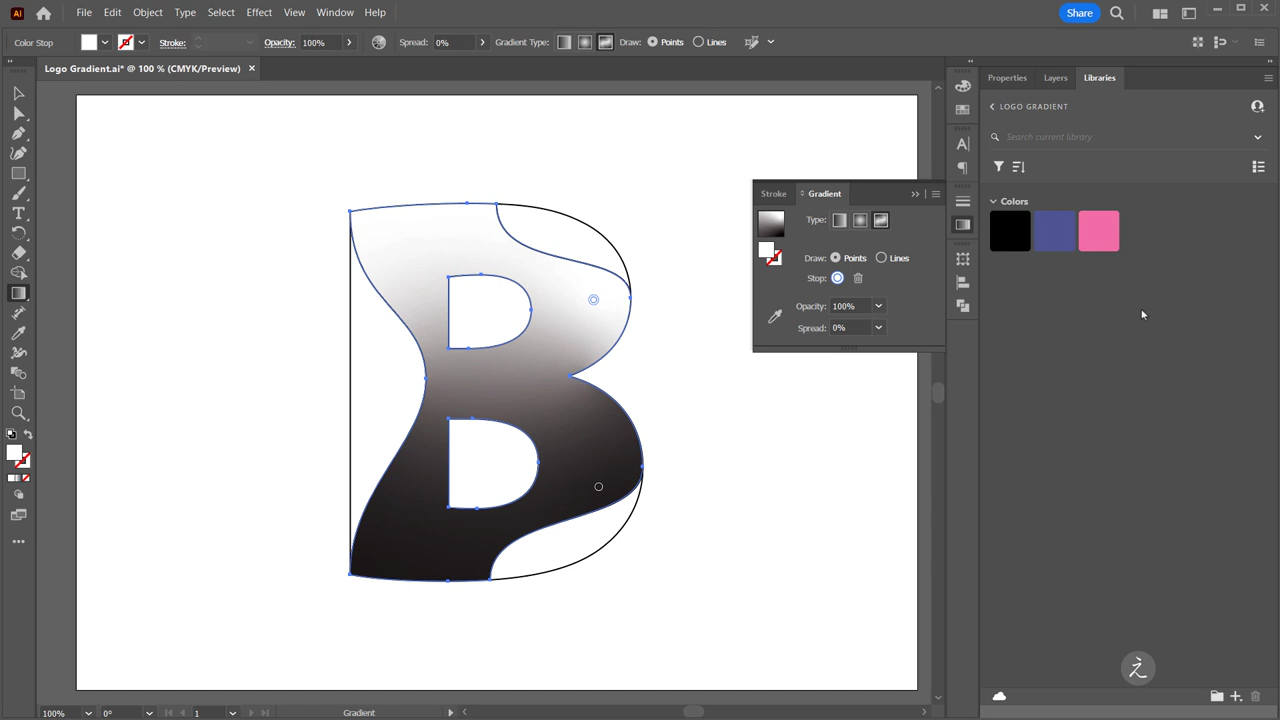 Ai File Edit Object Type Select Effect View Window Help Share
Color Stop Stroke: Opacity: 100% Spread: 0% Gradient Type: Draw: Points Lines
Logo Gradient.ai* @ 100 % (CMYK/Preview) ×
Properties Layers Libraries
LOGO GRADIENT
Search current library
Colors
Stroke Gradient
Type:
Draw: Points Lines
Stop:
Opacity: 100%
Spread: 0%
B
100% 0° 1 Gradient